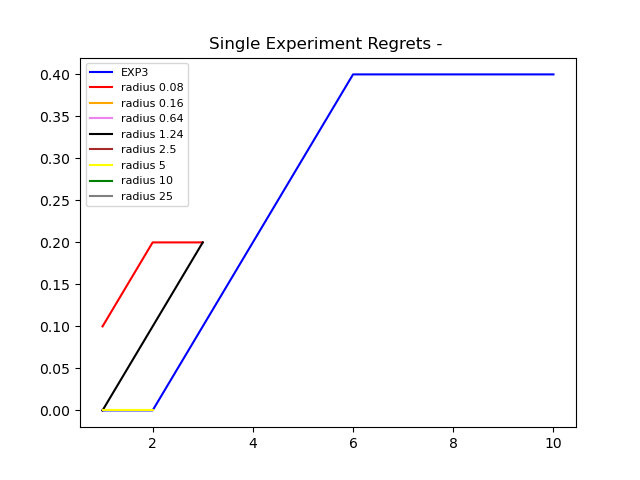 Single Experiment Regrets -
0.40
0.35
0.30
0.25
0.20
0.15
0.10
0.05
0.00
EXP3
radius 0.08
radius 0.16
radius 0.64
radius 1.24
radius 2.5
radius 5
radius 10
radius 25
2
4
6
8
10